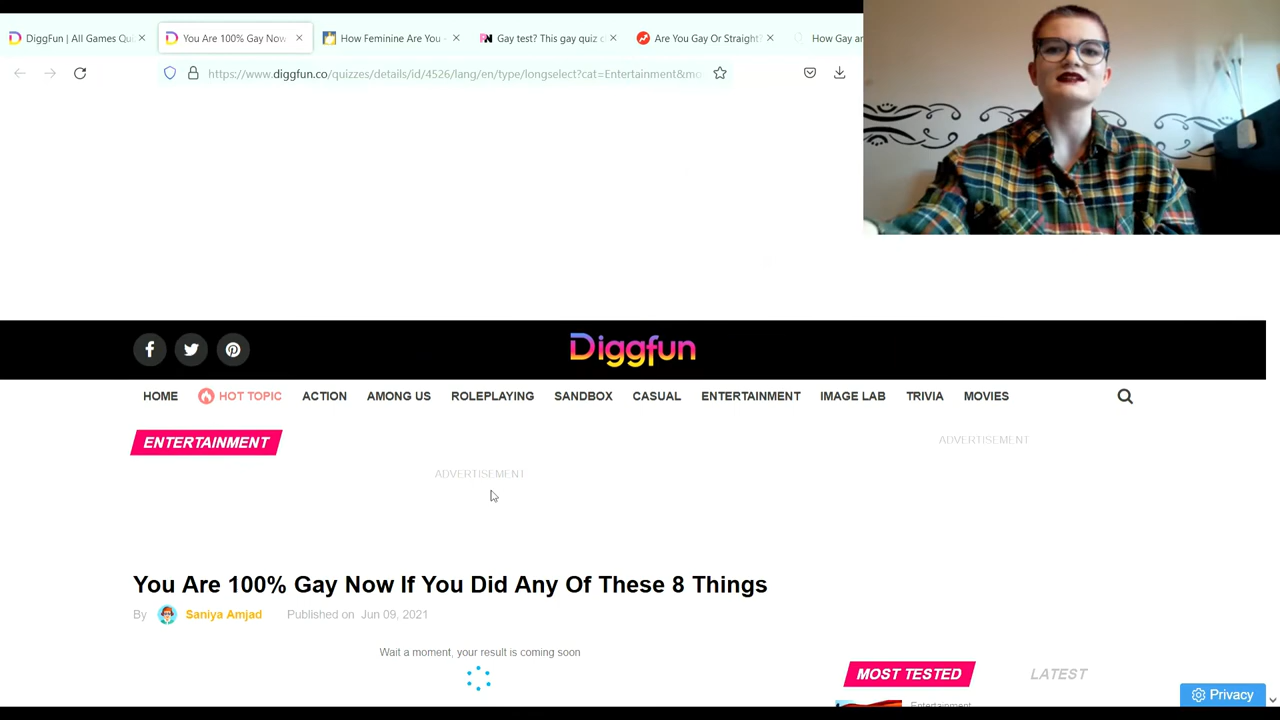 DiggFun | All Games Qui
You Are 100% Gay Now
How Feminine Are You -
Gay test? This gay quiz c
Are You Gay Or Straight?
How Gay ar
https://www.diggfun.co/quizzes/details/id/4526/lang/en/type/longselect?cat=Entertainment&mo
Diggfun
HOME
HOT TOPIC
ACTION
AMONG US
ROLEPLAYING
SANDBOX
CASUAL
ENTERTAINMENT
IMAGE LAB
TRIVIA
MOVIES
ENTERTAINMENT
ADVERTISEMENT
ADVERTISEMENT
You Are 100% Gay Now If You Did Any Of These 8 Things
By Saniya Amjad Published on Jun 09, 2021
Wait a moment, your result is coming soon
MOST TESTED
LATEST
Entertainment
Privacy